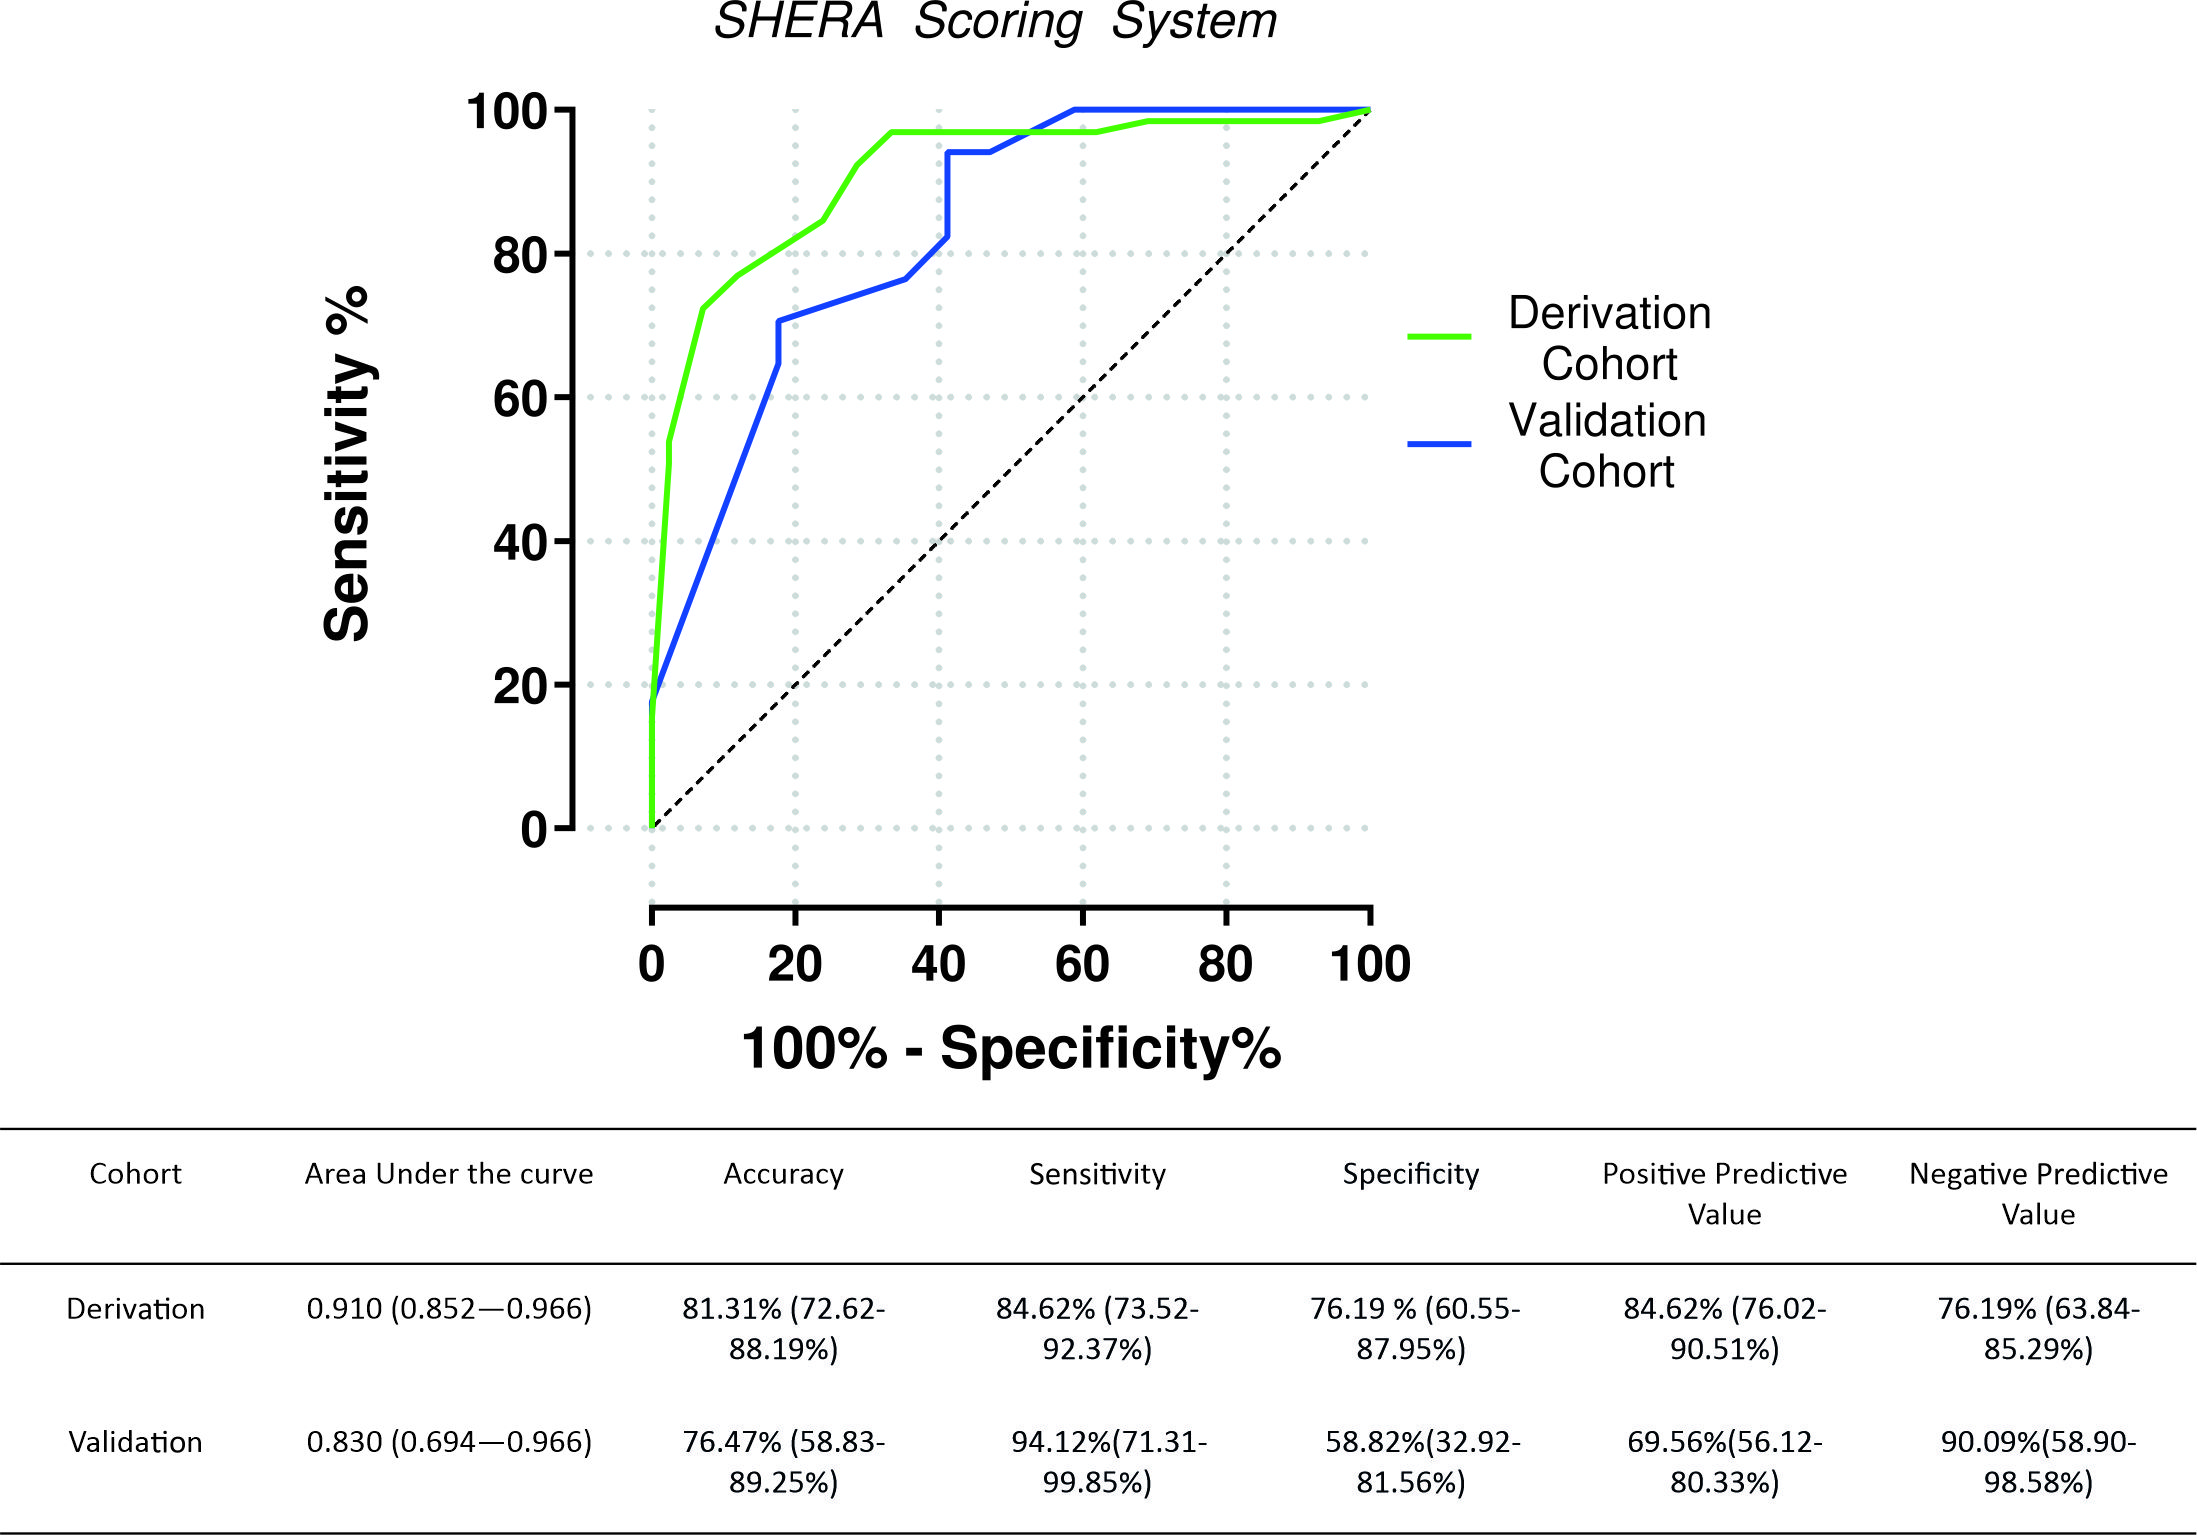 SHERA Scoring System
100
80
60
40
20
0
Sensitivity %
Derivation
Cohort
Validation
Cohort
0 20 40 60 80 100
100% - Specificity%
Cohort Area Under the curve Accuracy Sensitivity Specificity Positive Predictive Negative Predictive
Value Value
Derivation 0.910 (0.852—0.966) 81.31% (72.62- 84.62% (73.52- 76.19 % (60.55- 84.62% (76.02- 76.19% (63.84-
88.19%) 92.37%) 87.95%) 90.51%) 85.29%)
Validation 0.830 (0.694—0.966) 76.47% (58.83- 94.12%(71.31- 58.82%(32.92- 69.56%(56.12- 90.09%(58.90-
89.25%) 99.85%) 81.56%) 80.33%) 98.58%)